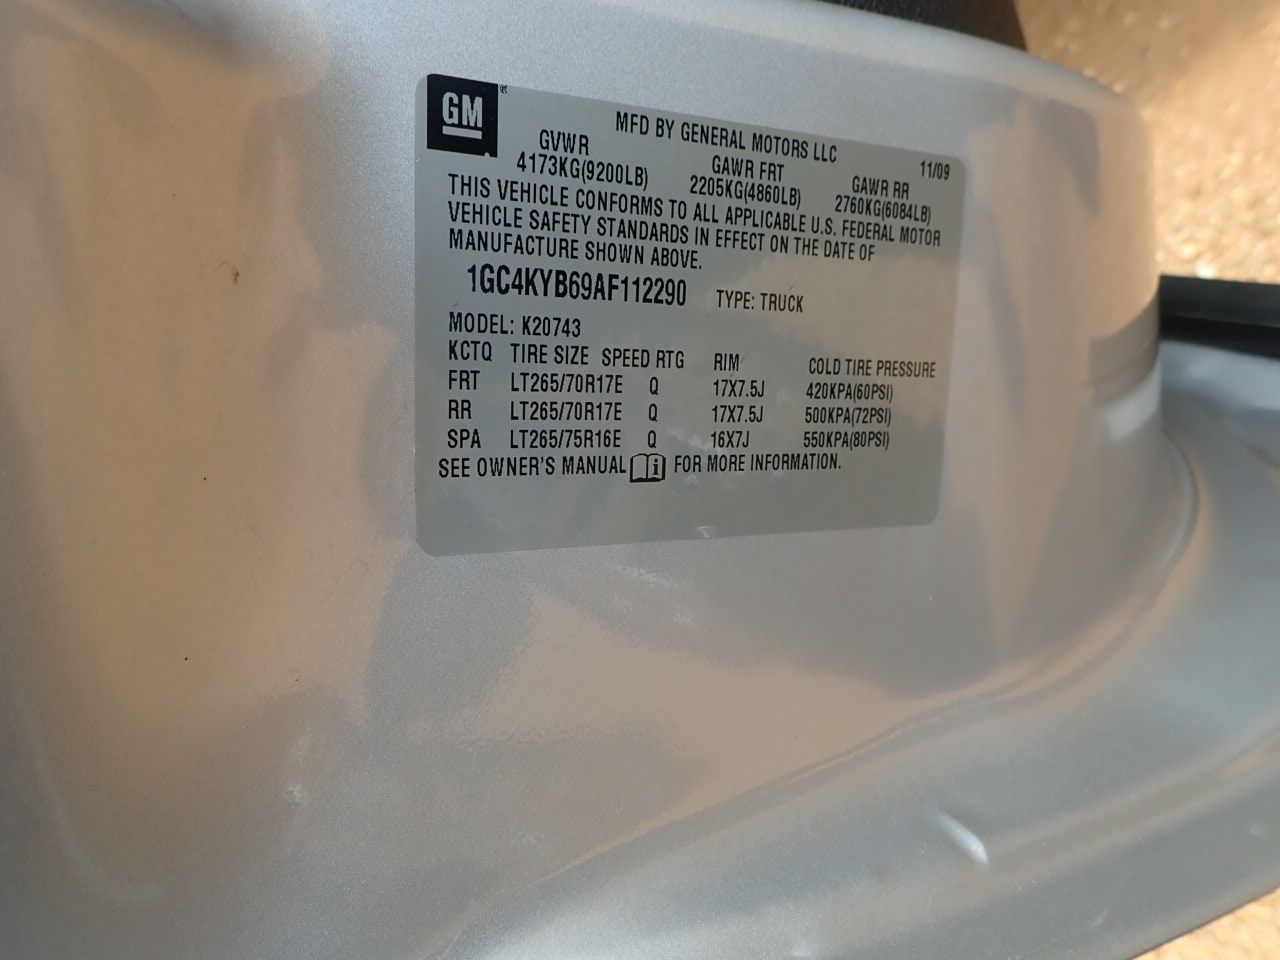 GM®
MFD BY GENERAL MOTORS LLC 11/09
GVWR GAWR FRT GAWR RR
4173KG(9200LB) 2205KG(4860LB) 2760KG(6084LB)
THIS VEHICLE CONFORMS TO ALL APPLICABLE U.S. FEDERAL MOTOR
VEHICLE SAFETY STANDARDS IN EFFECT ON THE DATE OF
MANUFACTURE SHOWN ABOVE.
1GC4KYB69AF112290 TYPE: TRUCK
MODEL: K20743
KCTQ TIRE SIZE SPEED RTG RIM COLD TIRE PRESSURE
FRT LT265/70R17E Q 17X7.5J 420KPA(60PSI)
RR LT265/70R17E Q 17X7.5J 500KPA(72PSI)
SPA LT265/75R16E Q 16X7J 550KPA(80PSI)
SEE OWNER'S MANUAL i FOR MORE INFORMATION.